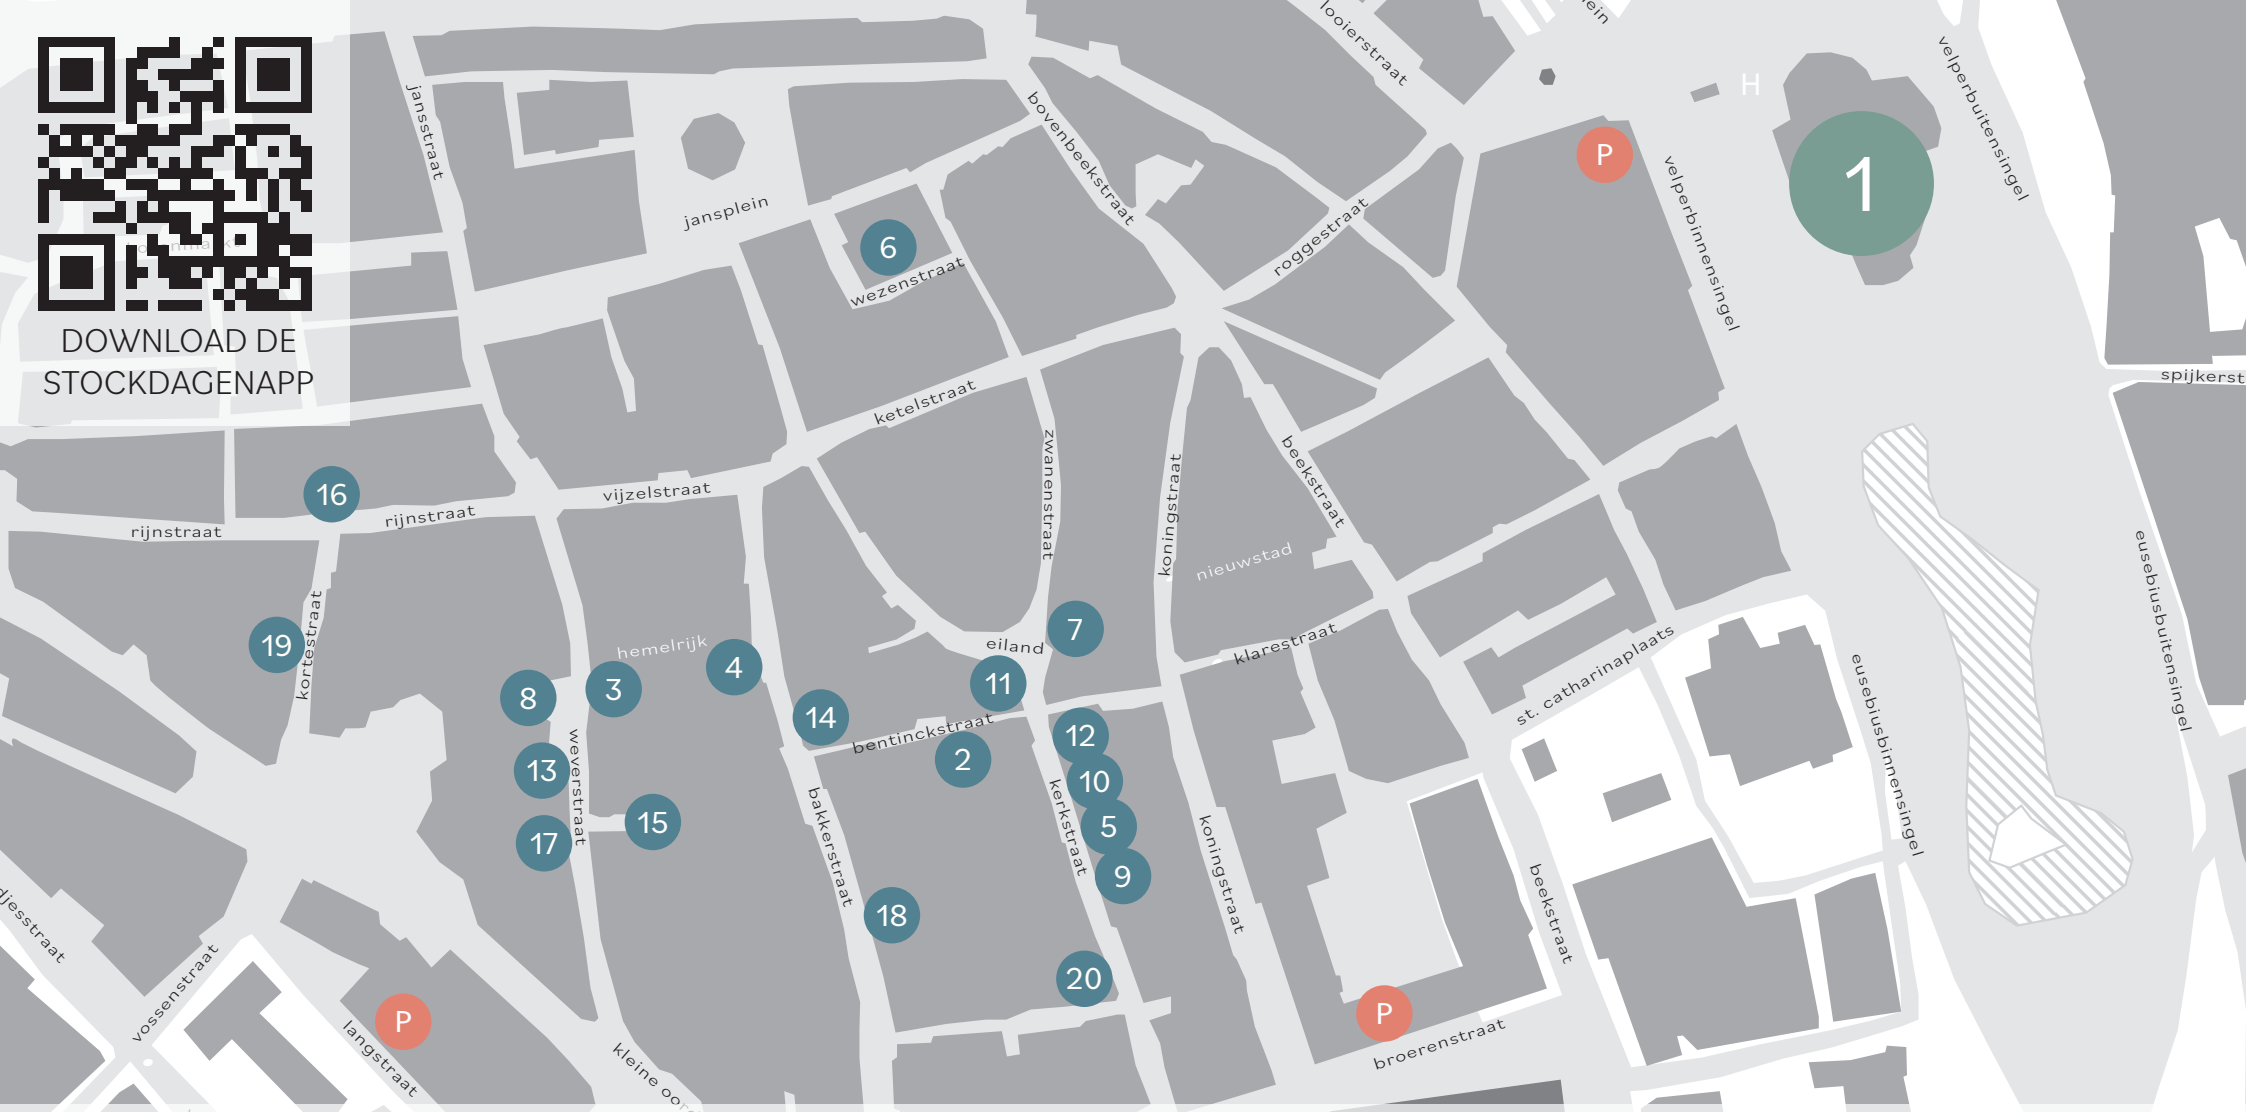 looierstraat
velperbuitensingel
H
1
P
jansstraat
bovenbeekstraat
velperbinnensingel
jansplein
roggestraat
6
wezenstraat
DOWNLOAD DE
STOCKDAGENAPP
spijkerst
ketelstraat
zwanenstraat
koningstraat
beekstraat
16
vijzelstraat
rijnstraat
rijnstraat
nieuwstad
eusebiusbuitensingel
kortestraat
19
hemelrijk
4
eiland
7
klarestraat
st. catharinaplaats
eusebiusbinnensingel
8
3
11
14
bentinckstraat
2
12
13
weverstraat
10
kerkstraat
5
15
17
bakkerstraat
koningstraat
9
18
beekstraat
djesstraat
vossenstraat
20
P
langstraat
P
broerenstraat
kleine oor